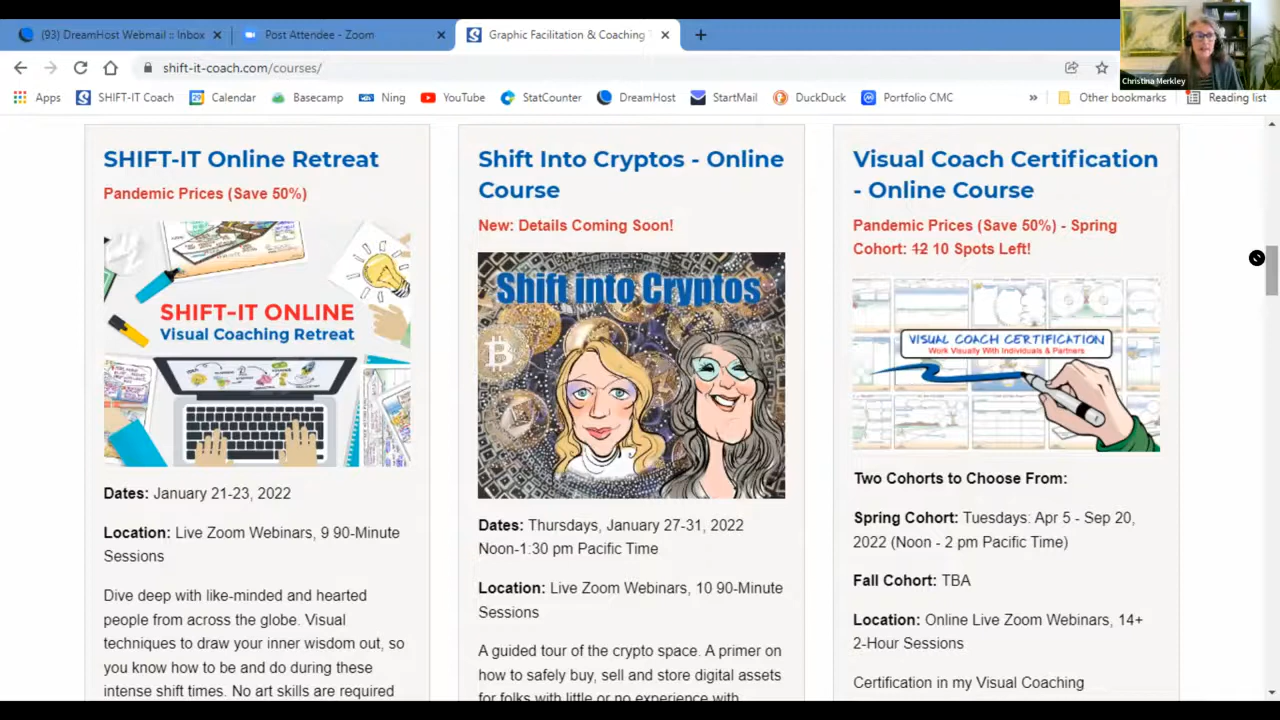 (93) DreamHost Webmail :: Inbox
Post Attendee - Zoom
Graphic Facilitation & Coaching
shift-it-coach.com/courses/
Christina Merkley
Apps
SHIFT-IT Coach
Calendar
Basecamp
Ning
YouTube
StatCounter
DreamHost
StartMail
DuckDuck
Portfolio CMC
»
Other bookmarks
Reading list
SHIFT-IT Online Retreat
Pandemic Prices (Save 50%)
SHIFT-IT ONLINE
Visual Coaching Retreat
Dates: January 21-23, 2022
Location: Live Zoom Webinars, 9 90-Minute
Sessions
Dive deep with like-minded and hearted
people from across the globe. Visual
techniques to draw your inner wisdom out, so
you know how to be and do during these
intense shift times. No art skills are required
Shift Into Cryptos - Online
Course
New: Details Coming Soon!
Shift into Cryptos
Dates: Thursdays, January 27-31, 2022
Noon-1:30 pm Pacific Time
Location: Live Zoom Webinars, 10 90-Minute
Sessions
A guided tour of the crypto space. A primer on
how to safely buy, sell and store digital assets
for folks with little or no experience with
Visual Coach Certification
- Online Course
Pandemic Prices (Save 50%) - Spring
Cohort: 12 10 Spots Left!
VISUAL COACH CERTIFICATION
Work Visually With Individuals & Partners
Two Cohorts to Choose From:
Spring Cohort: Tuesdays: Apr 5 - Sep 20,
2022 (Noon - 2 pm Pacific Time)
Fall Cohort: TBA
Location: Online Live Zoom Webinars, 14+
2-Hour Sessions
Certification in my Visual Coaching